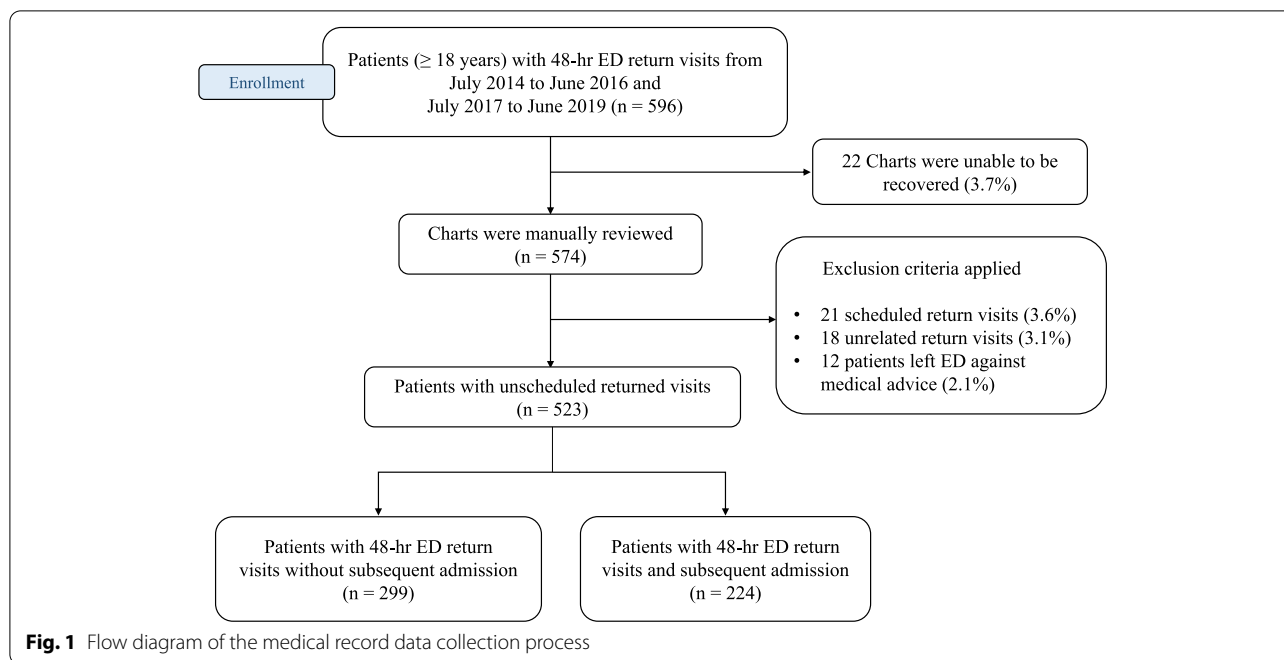 Enrollment
Patients (≥ 18 years) with 48-hr ED return visits from
July 2014 to June 2016 and
July 2017 to June 2019 (n = 596)
22 Charts were unable to be
recovered (3.7%)
Charts were manually reviewed
(n = 574)
Exclusion criteria applied
• 21 scheduled return visits (3.6%)
• 18 unrelated return visits (3.1%)
• 12 patients left ED against
medical advice (2.1%)
Patients with unscheduled returned visits
(n = 523)
Patients with 48-hr ED return
visits without subsequent admission
(n = 299)
Patients with 48-hr ED return
visits and subsequent admission
(n = 224)
Fig. 1 Flow diagram of the medical record data collection process